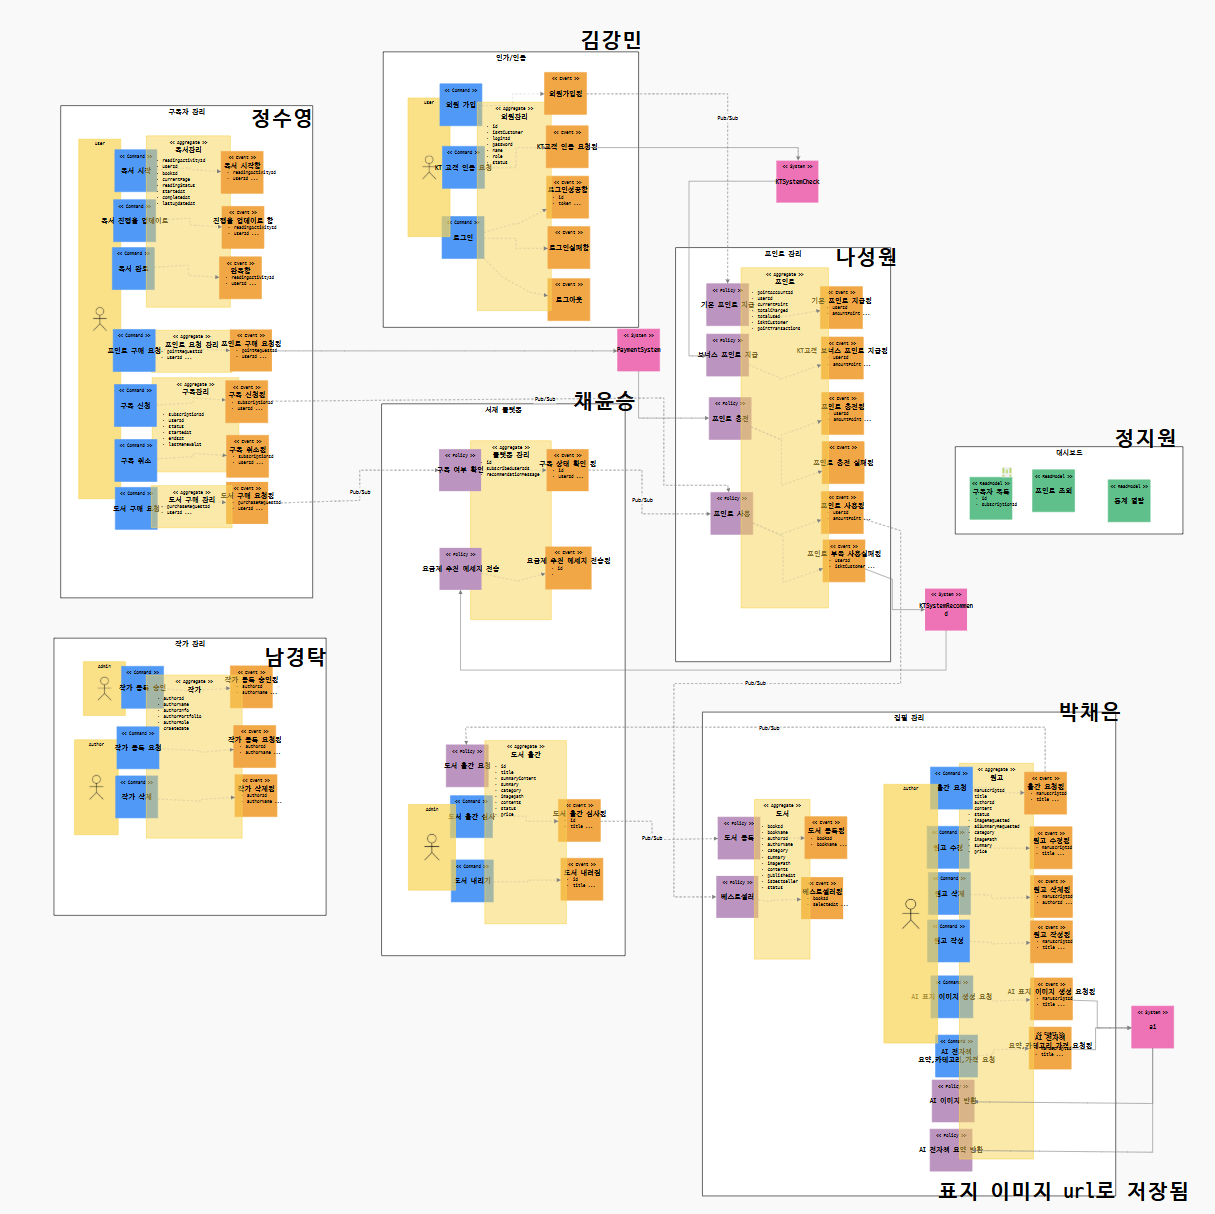 김강민
인가/인증
<< Command >>
회원 가입
<< Event >>
회원가입됨
User
<< Aggregate >>
회원관리
- id
- isKtCustomer
- loginId
- password
- name
- role
- status
<< Event >>
KT고객 인증 요청됨
<< Command >>
KT 고객 인증 요청
<< Event >>
로그인성공함
- id
- token ...
<< Command >>
로그인
<< Event >>
로그인실패함
<< Event >>
로그아웃
Pub/Sub
<< System >>
KTSystemCheck
구독자 관리
정수영
User
<< Aggregate >>
독서관리
- readingActivityId
- userId
- bookId
- currentPage
- readingStatus
- startedAt
- completedAt
- lastUpdatedAt
<< Command >>
독서 시작
<< Event >>
독서 시작함
- readingActivityId
- userId ...
<< Command >>
독서 진행율 업데이트
<< Event >>
진행율 업데이트 함
- readingActivityId
- userId ...
<< Command >>
독서 완료
<< Event >>
완독함
- readingActivityId
- userId ...
<< Command >>
포인트 구매 요청
<< Aggregate >>
포인트 요청 관리
- pointRequestId
- userId ...
<< Event >>
포인트 구매 요청됨
- pointRequestId
- userId ...
<< System >>
PaymentSystem
<< Command >>
구독 신청
<< Aggregate >>
구독관리
- subscriptionId
- userId
- status
- startedAt
- endsAt
- lastRenewalAt
<< Event >>
구독 신청됨
- subscriptionId
- userId ...
<< Command >>
구독 취소
<< Event >>
구독 취소됨
- subscriptionId
- userId ...
<< Command >>
도서 구매 요청
<< Aggregate >>
도서 구매 관리
- purchaseRequestId
- userId ...
<< Event >>
도서 구매 요청됨
- purchaseRequestId
- userId ...
Pub/Sub
Pub/Sub
포인트 관리
나성원
<< Aggregate >>
포인트
- pointAccountId
- userId
- currentPoint
- totalCharged
- totalUsed
- isKtCustomer
- pointTransactions
<< Policy >>
기본 포인트 지급
<< Event >>
기본 포인트 지급됨
- userId
- amountPoint ...
<< Policy >>
보너스 포인트 지급
<< Event >>
KT고객 보너스 포인트 지급됨
- userId
- amountPoint ...
<< Policy >>
포인트 충전
<< Event >>
포인트 충전됨
- userId
- amountPoint ...
<< Event >>
포인트 충전 실패됨
<< Policy >>
포인트 사용
<< Event >>
포인트 사용됨
- userId
- amountPoint ...
<< Event >>
포인트 부족 사용실패됨
- userId
- isKtCustomer ...
<< System >>
KTSystemRecommen
d
채윤승
서재 플랫폼
<< Policy >>
구독 여부 확인
<< Aggregate >>
플랫폼 관리
- id
- subscribedUserIds
- recommendationMessage
<< Event >>
구독 상태 확인 됨
- id
- userId ...
Pub/Sub
<< Policy >>
요금제 추천 메세지 전송
<< Event >>
요금제 추천 메세지 전송됨
- id
-
<< Policy >>
도서 출간 요청
<< Aggregate >>
도서 출간
- id
- title
- summaryContent
- summary
- category
- imagePath
- contents
- status
- price
Admin
<< Command >>
도서 출간 심사
<< Event >>
도서 출간 심사됨
- id
- title ...
<< Command >>
도서 내리기
<< Event >>
도서 내려짐
- id
- title ...
Pub/Sub
정지원
대시보드
<< ReadModel >>
구독자 목록
- id
- subscriptionId
<< ReadModel >>
포인트 조회
<< ReadModel >>
통계 열람
작가 관리
남경탁
Admin
<< Command >>
작가 등록 승인
<< Aggregate >>
작가
- authorId
- authorName
- authorInfo
- authorPortfolio
- authorRole
- createDate
<< Event >>
작가 등록 승인됨
- authorId
- authorName ...
Author
<< Command >>
작가 등록 요청
<< Event >>
작가 등록 요청됨
- authorId
- authorName ...
<< Command >>
작가 삭제
<< Event >>
작가 삭제됨
- authorId
- authorName ...
Pub/Sub
집필 관리
박채은
Pub/Sub
<< Aggregate >>
도서
- bookId
- bookName
- authorId
- authorName
- category
- summary
- imagePath
- contents
- publishedAt
- isBestseller
- status
<< Policy >>
도서 등록
<< Event >>
도서 등록됨
- bookId
- bookName ...
<< Policy >>
베스트셀러
<< Event >>
베스트셀러됨
- bookId
- selectedAt ...
Author
<< Command >>
출간 요청
<< Aggregate >>
원고
- manuscriptId
- title
- authorId
- content
- status
- imageRequested
- aiSummaryRequested
- category
- imagePath
- summary
- price
<< Event >>
출간 요청됨
- manuscriptId
- title ...
<< Command >>
원고 수정
<< Event >>
원고 수정됨
- manuscriptId
- title ...
<< Command >>
원고 삭제
<< Event >>
원고 삭제됨
- manuscriptId
- authorId ...
<< Command >>
원고 작성
<< Event >>
원고 작성됨
- manuscriptId
- title ...
<< Command >>
AI 표지 이미지 생성 요청
<< Event >>
AI 표지 이미지 생성 요청됨
- manuscriptId
- title ...
<< System >>
ai
<< Command >>
AI 전자책
요약,카테고리,가격 요청
<< Event >>
AI 전자책
요약,카테고리,가격 요청됨
- manuscriptId
- title ...
<< Policy >>
AI 이미지 반환
<< Policy >>
AI 전자책 요약 반환
표지 이미지 url로 저장됨